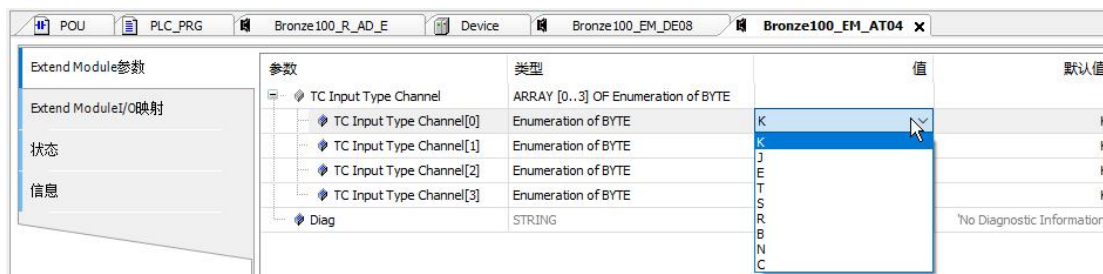 POU PLC_PRG Bronze100_R_AD_E Device Bronze100_EM_DE08 Bronze100_EM_AT04
Extend Module参数
Extend ModuleI/O映射
状态
信息
参数 类型 值 默认值
TC Input Type Channel ARRAY [0..3] OF Enumeration of BYTE
TC Input Type Channel[0] Enumeration of BYTE K
TC Input Type Channel[1] Enumeration of BYTE
TC Input Type Channel[2] Enumeration of BYTE
TC Input Type Channel[3] Enumeration of BYTE
Diag STRING 'No Diagnostic Information
K
J
E
T
S
R
B
N
C